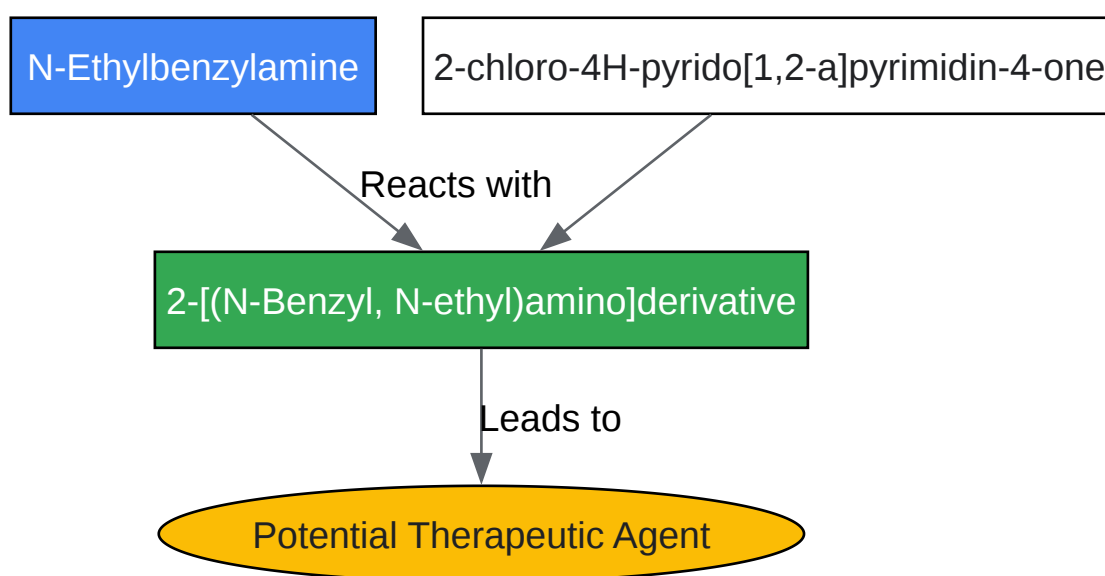 N-Ethylbenzylamine
2-chloro-4H-pyrido[1,2-a]pyrimidin-4-one
Reacts with
2-[(N-Benzyl, N-ethyl)amino]derivative
Leads to
Potential Therapeutic Agent